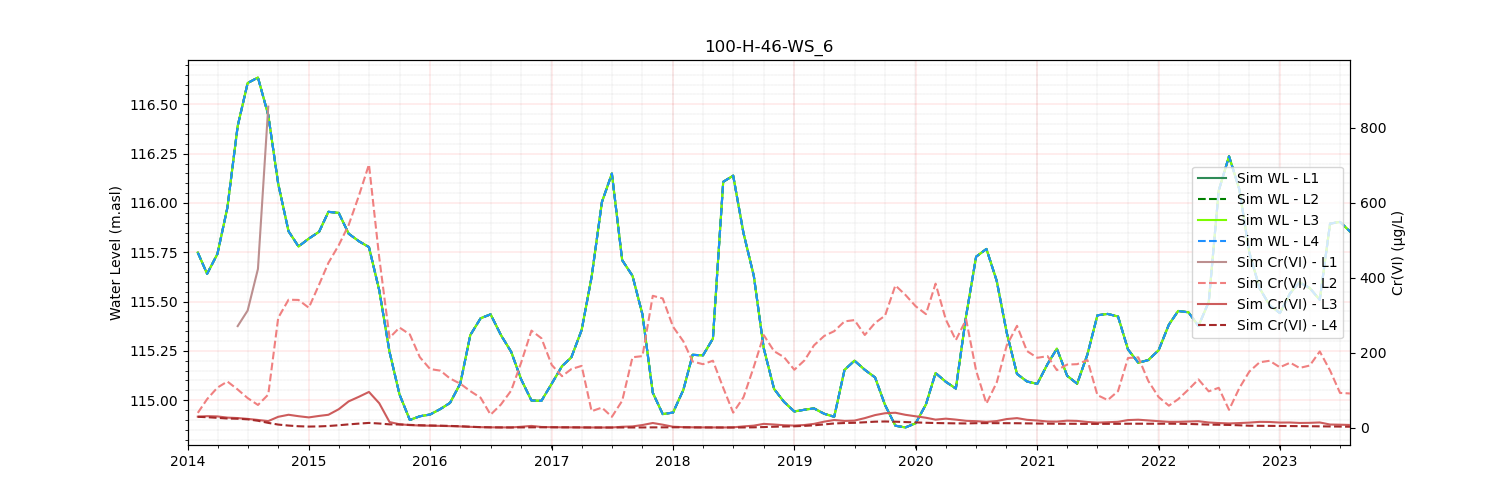 100-H-46-WS_6
116.50
116.25
116.00
115.75
115.50
115.25
115.00
Water Level (m.asl)
800
600
400
200
0
Cr(VI) (µg/L)
Sim WL - L1
Sim WL - L2
Sim WL - L3
Sim WL - L4
Sim Cr(VI) - L1
Sim Cr(VI) - L2
Sim Cr(VI) - L3
Sim Cr(VI) - L4
2014 2015 2016 2017 2018 2019 2020 2021 2022 2023